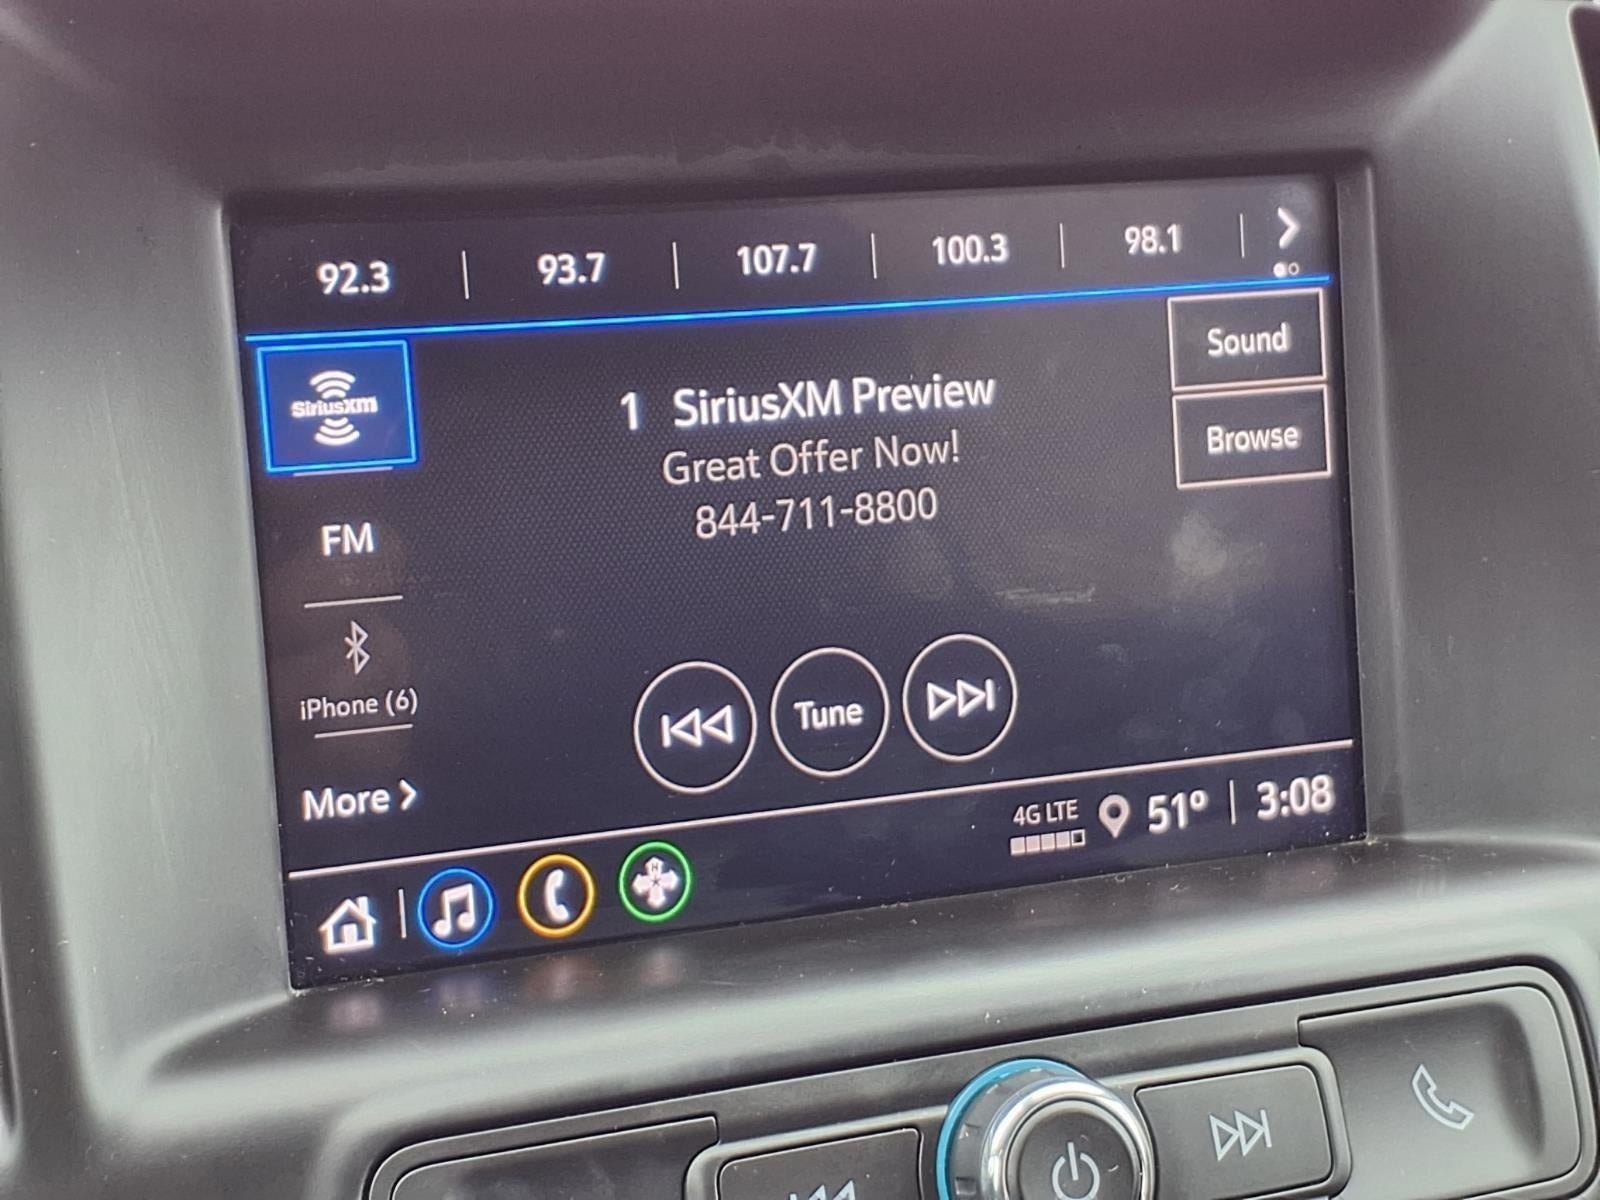 92.3 | 93.7 | 107.7 | 100.3 | 98.1
SiriusXM
Sound
1 SiriusXM Preview
Great Offer Now!
844-711-8800
Browse
FM
iPhone (6)
Tune
More
4G LTE
51° | 3:08
N